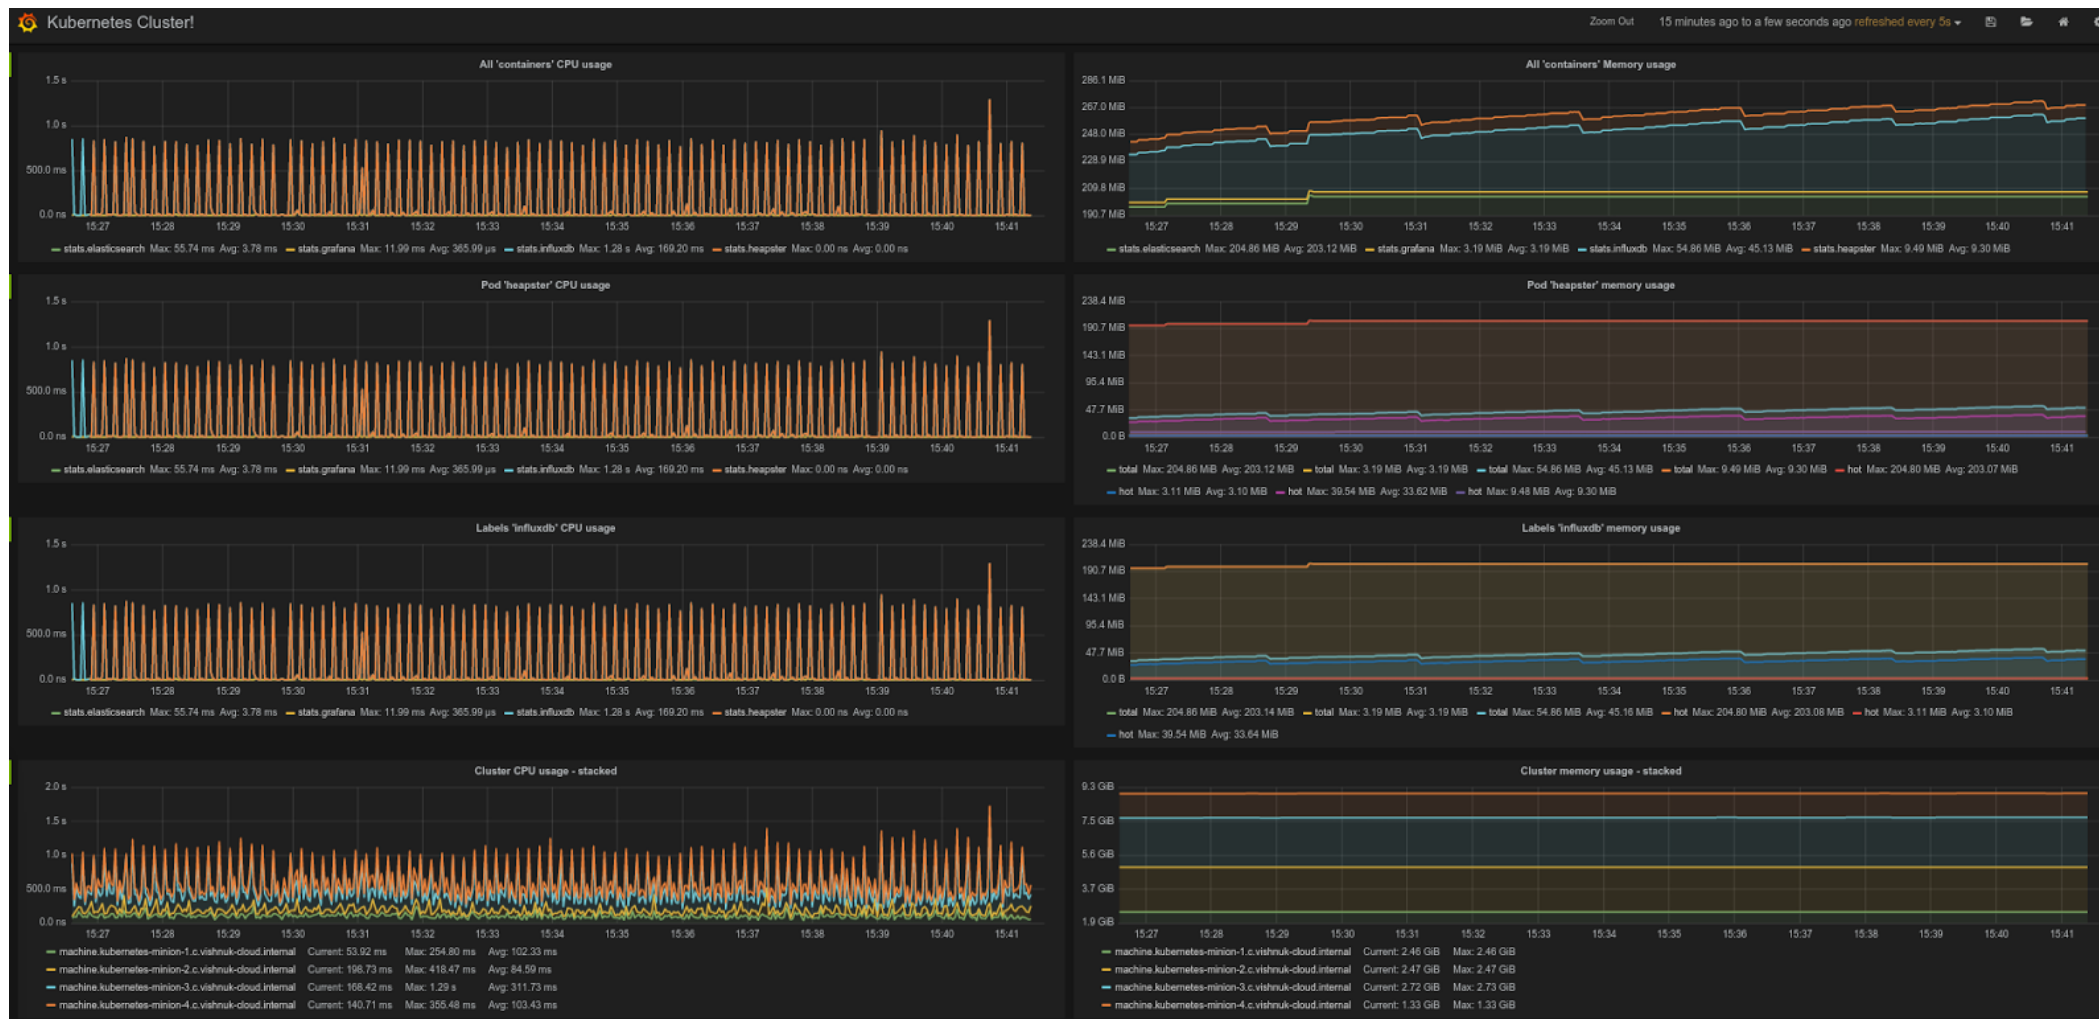 Kubernetes Cluster!
Zoom Out 15 minutes ago to a few seconds ago refreshed every 5s
All 'containers' CPU usage
1.5 s
1.0 s
500.0 ms
0.0 ns
15:27 15:28 15:29 15:30 15:31 15:32 15:33 15:34 15:35 15:36 15:37 15:38 15:39 15:40 15:41
stats.elasticsearch Max: 55.74 ms Avg: 3.78 ms stats.grafana Max: 11.99 ms Avg: 365.99 µs stats.influxdb Max: 1.28 s Avg: 169.20 ms stats.heapster Max: 0.00 ns Avg: 0.00 ns
All 'containers' Memory usage
286.1 MiB
267.0 MiB
248.0 MiB
228.9 MiB
209.8 MiB
190.7 MiB
15:27 15:28 15:29 15:30 15:31 15:32 15:33 15:34 15:35 15:36 15:37 15:38 15:39 15:40 15:41
stats.elasticsearch Max: 204.86 MiB Avg: 203.12 MiB stats.grafana Max: 3.19 MiB Avg: 3.19 MiB stats.influxdb Max: 54.86 MiB Avg: 45.13 MiB stats.heapster Max: 9.49 MiB Avg: 9.30 MiB
Pod 'heapster' CPU usage
1.5 s
1.0 s
500.0 ms
0.0 ns
15:27 15:28 15:29 15:30 15:31 15:32 15:33 15:34 15:35 15:36 15:37 15:38 15:39 15:40 15:41
stats.elasticsearch Max: 55.74 ms Avg: 3.78 ms stats.grafana Max: 11.99 ms Avg: 365.99 µs stats.influxdb Max: 1.28 s Avg: 169.20 ms stats.heapster Max: 0.00 ns Avg: 0.00 ns
Pod 'heapster' memory usage
238.4 MiB
190.7 MiB
143.1 MiB
95.4 MiB
47.7 MiB
0.0 B
15:27 15:28 15:29 15:30 15:31 15:32 15:33 15:34 15:35 15:36 15:37 15:38 15:39 15:40 15:41
total Max: 204.86 MiB Avg: 203.12 MiB total Max: 3.19 MiB Avg: 3.19 MiB total Max: 54.86 MiB Avg: 45.13 MiB total Max: 9.49 MiB Avg: 9.30 MiB hot Max: 204.80 MiB Avg: 203.07 MiB
hot Max: 3.11 MiB Avg: 3.10 MiB hot Max: 39.54 MiB Avg: 33.62 MiB hot Max: 9.48 MiB Avg: 9.30 MiB
Labels 'influxdb' CPU usage
1.5 s
1.0 s
500.0 ms
0.0 ns
15:27 15:28 15:29 15:30 15:31 15:32 15:33 15:34 15:35 15:36 15:37 15:38 15:39 15:40 15:41
stats.elasticsearch Max: 55.74 ms Avg: 3.78 ms stats.grafana Max: 11.99 ms Avg: 365.99 µs stats.influxdb Max: 1.28 s Avg: 169.20 ms stats.heapster Max: 0.00 ns Avg: 0.00 ns
Labels 'influxdb' memory usage
238.4 MiB
190.7 MiB
143.1 MiB
95.4 MiB
47.7 MiB
0.0 B
15:27 15:28 15:29 15:30 15:31 15:32 15:33 15:34 15:35 15:36 15:37 15:38 15:39 15:40 15:41
total Max: 204.86 MiB Avg: 203.14 MiB total Max: 3.19 MiB Avg: 3.19 MiB total Max: 54.86 MiB Avg: 45.16 MiB hot Max: 204.80 MiB Avg: 203.08 MiB hot Max: 3.11 MiB Avg: 3.10 MiB
hot Max: 39.54 MiB Avg: 33.64 MiB
Cluster CPU usage - stacked
2.0 s
1.5 s
1.0 s
500.0 ms
0.0 ns
15:27 15:28 15:29 15:30 15:31 15:32 15:33 15:34 15:35 15:36 15:37 15:38 15:39 15:40 15:41
machine.kubernetes-minion-1.c.vishnuk-cloud.internal Current: 53.92 ms Max: 254.80 ms Avg: 102.33 ms
machine.kubernetes-minion-2.c.vishnuk-cloud.internal Current: 198.73 ms Max: 418.47 ms Avg: 84.59 ms
machine.kubernetes-minion-3.c.vishnuk-cloud.internal Current: 168.42 ms Max: 1.29 s Avg: 311.73 ms
machine.kubernetes-minion-4.c.vishnuk-cloud.internal Current: 140.71 ms Max: 355.48 ms Avg: 103.43 ms
Cluster memory usage - stacked
9.3 GiB
7.5 GiB
5.6 GiB
3.7 GiB
1.9 GiB
15:27 15:28 15:29 15:30 15:31 15:32 15:33 15:34 15:35 15:36 15:37 15:38 15:39 15:40 15:41
machine.kubernetes-minion-1.c.vishnuk-cloud.internal Current: 2.46 GiB Max: 2.46 GiB
machine.kubernetes-minion-2.c.vishnuk-cloud.internal Current: 2.47 GiB Max: 2.47 GiB
machine.kubernetes-minion-3.c.vishnuk-cloud.internal Current: 2.72 GiB Max: 2.73 GiB
machine.kubernetes-minion-4.c.vishnuk-cloud.internal Current: 1.33 GiB Max: 1.33 GiB